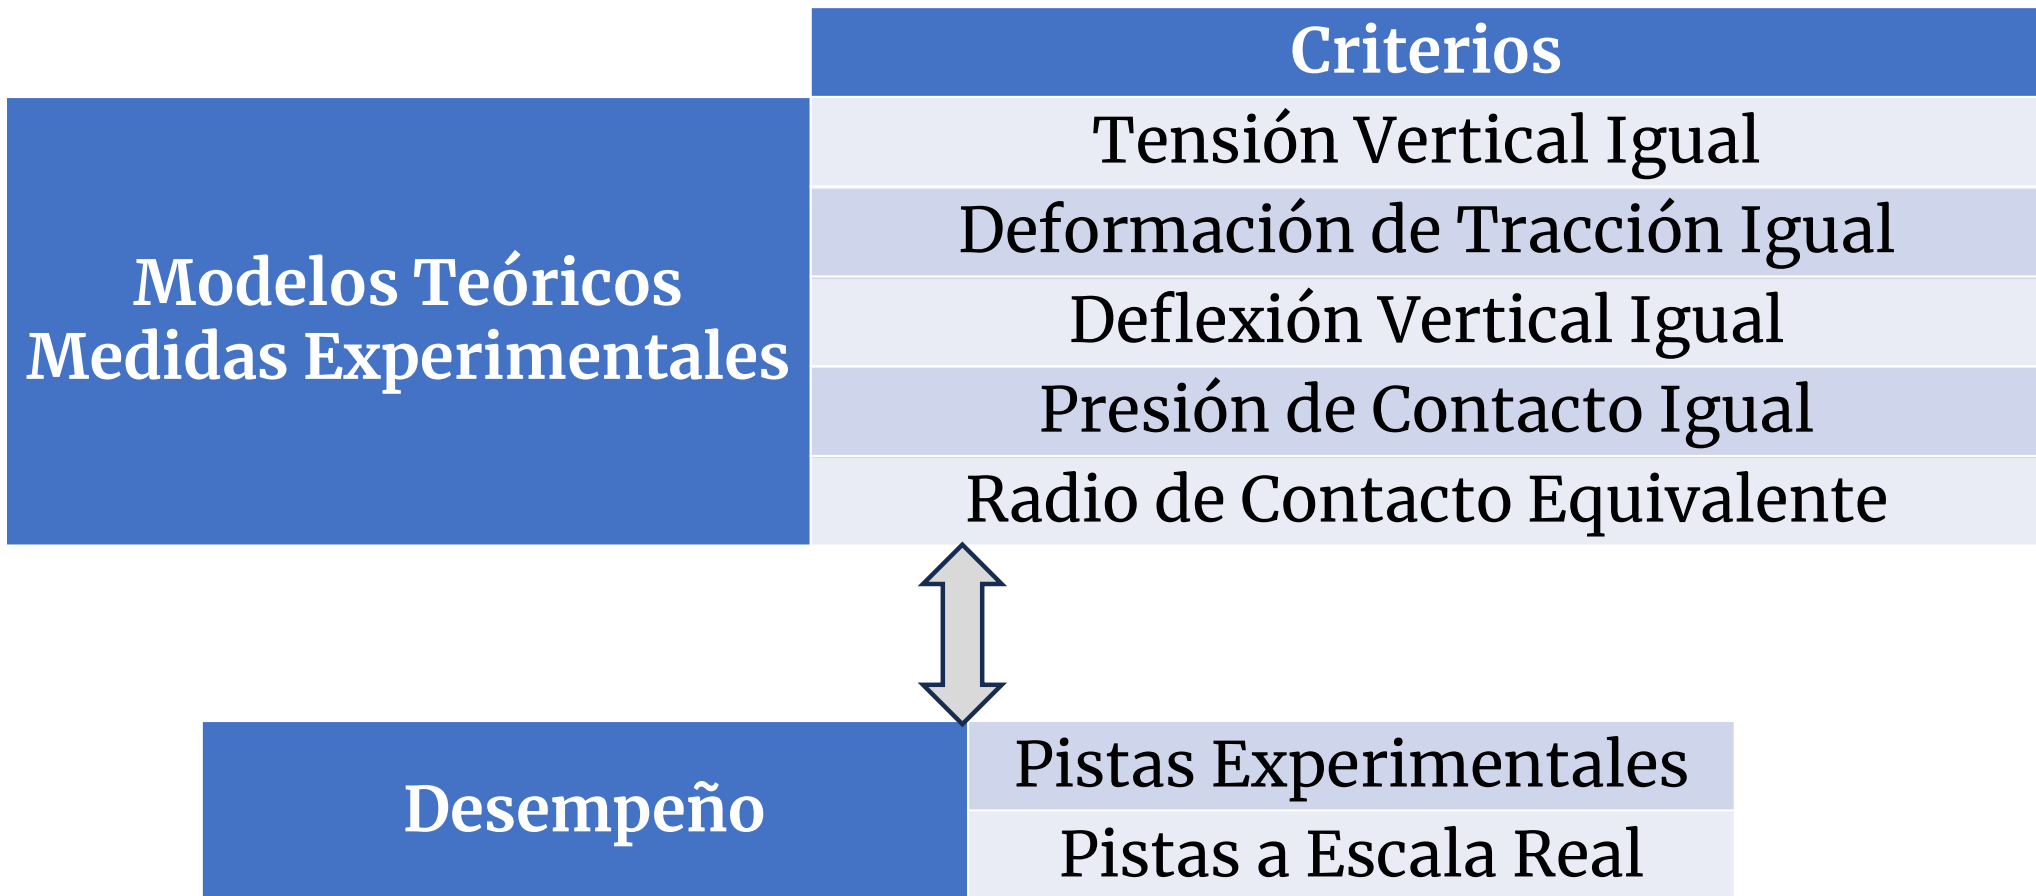 Criterios
Modelos Teóricos
Medidas Experimentales
Tensión Vertical Igual
Deformación de Tracción Igual
Deflexión Vertical Igual
Presión de Contacto Igual
Radio de Contacto Equivalente
Desempeño
Pistas Experimentales
Pistas a Escala Real